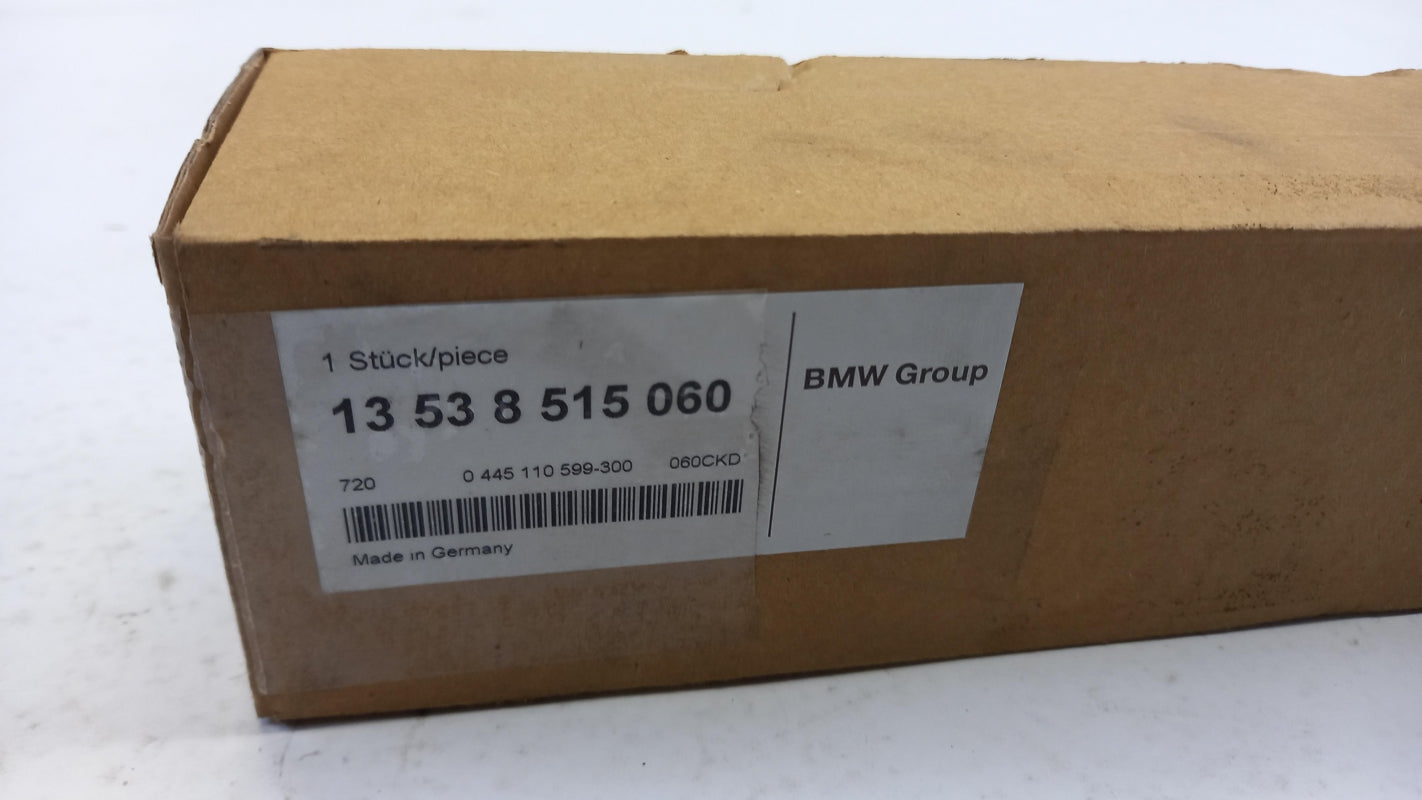 1 Stück/piece
13 53 8 515 060
720 0 445 110 599-300 060CKD
Made in Germany
BMW Group